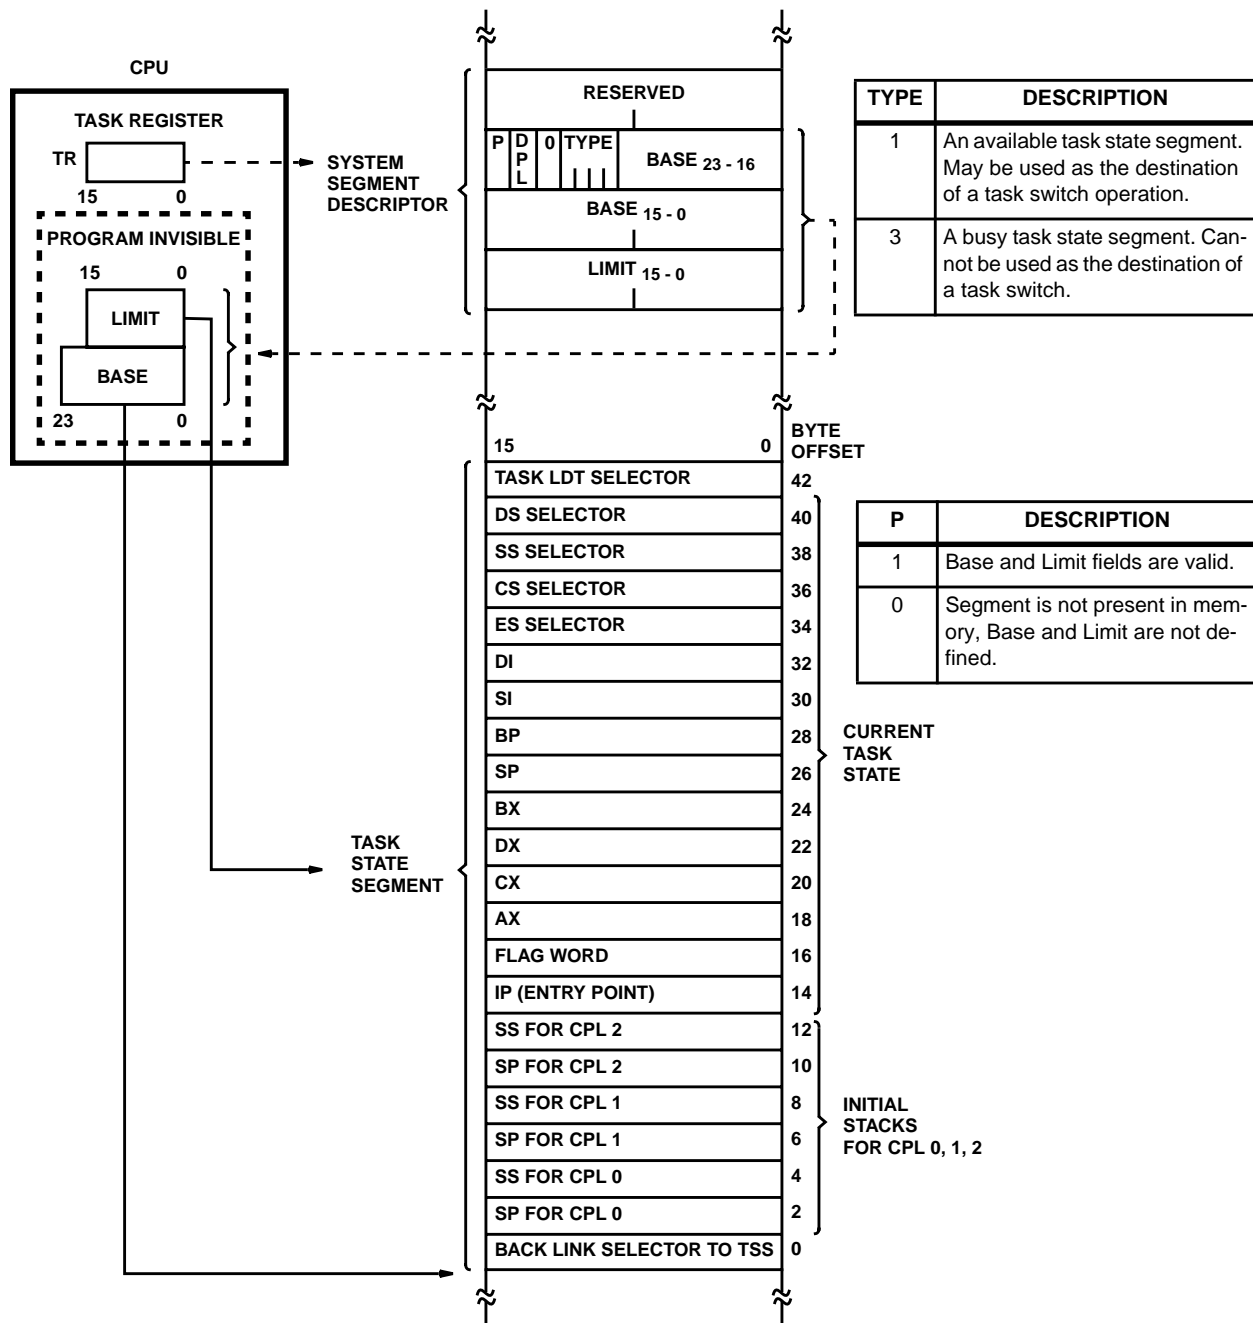 CPU
TASK REGISTER
TR
15 0
PROGRAM INVISIBLE
15 0
LIMIT
BASE
23 0
SYSTEM
SEGMENT
DESCRIPTOR
RESERVED
P DPL 0 TYPE BASE 23 - 16
BASE 15 - 0
LIMIT 15 - 0
TYPE DESCRIPTION
1 An available task state segment.
May be used as the destination
of a task switch operation.
3 A busy task state segment. Can-
not be used as the destination of
a task switch.
15 0 BYTE
OFFSET
TASK LDT SELECTOR 42
DS SELECTOR 40
SS SELECTOR 38
CS SELECTOR 36
ES SELECTOR 34
DI 32
SI 30
BP 28
SP 26
BX 24
DX 22
CX 20
AX 18
FLAG WORD 16
IP (ENTRY POINT) 14
SS FOR CPL 2 12
SP FOR CPL 2 10
SS FOR CPL 1 8
SP FOR CPL 1 6
SS FOR CPL 0 4
SP FOR CPL 0 2
BACK LINK SELECTOR TO TSS 0
TASK
STATE
SEGMENT
P DESCRIPTION
1 Base and Limit fields are valid.
0 Segment is not present in mem-
ory, Base and Limit are not de-
fined.
CURRENT
TASK
STATE
INITIAL
STACKS
FOR CPL 0, 1, 2